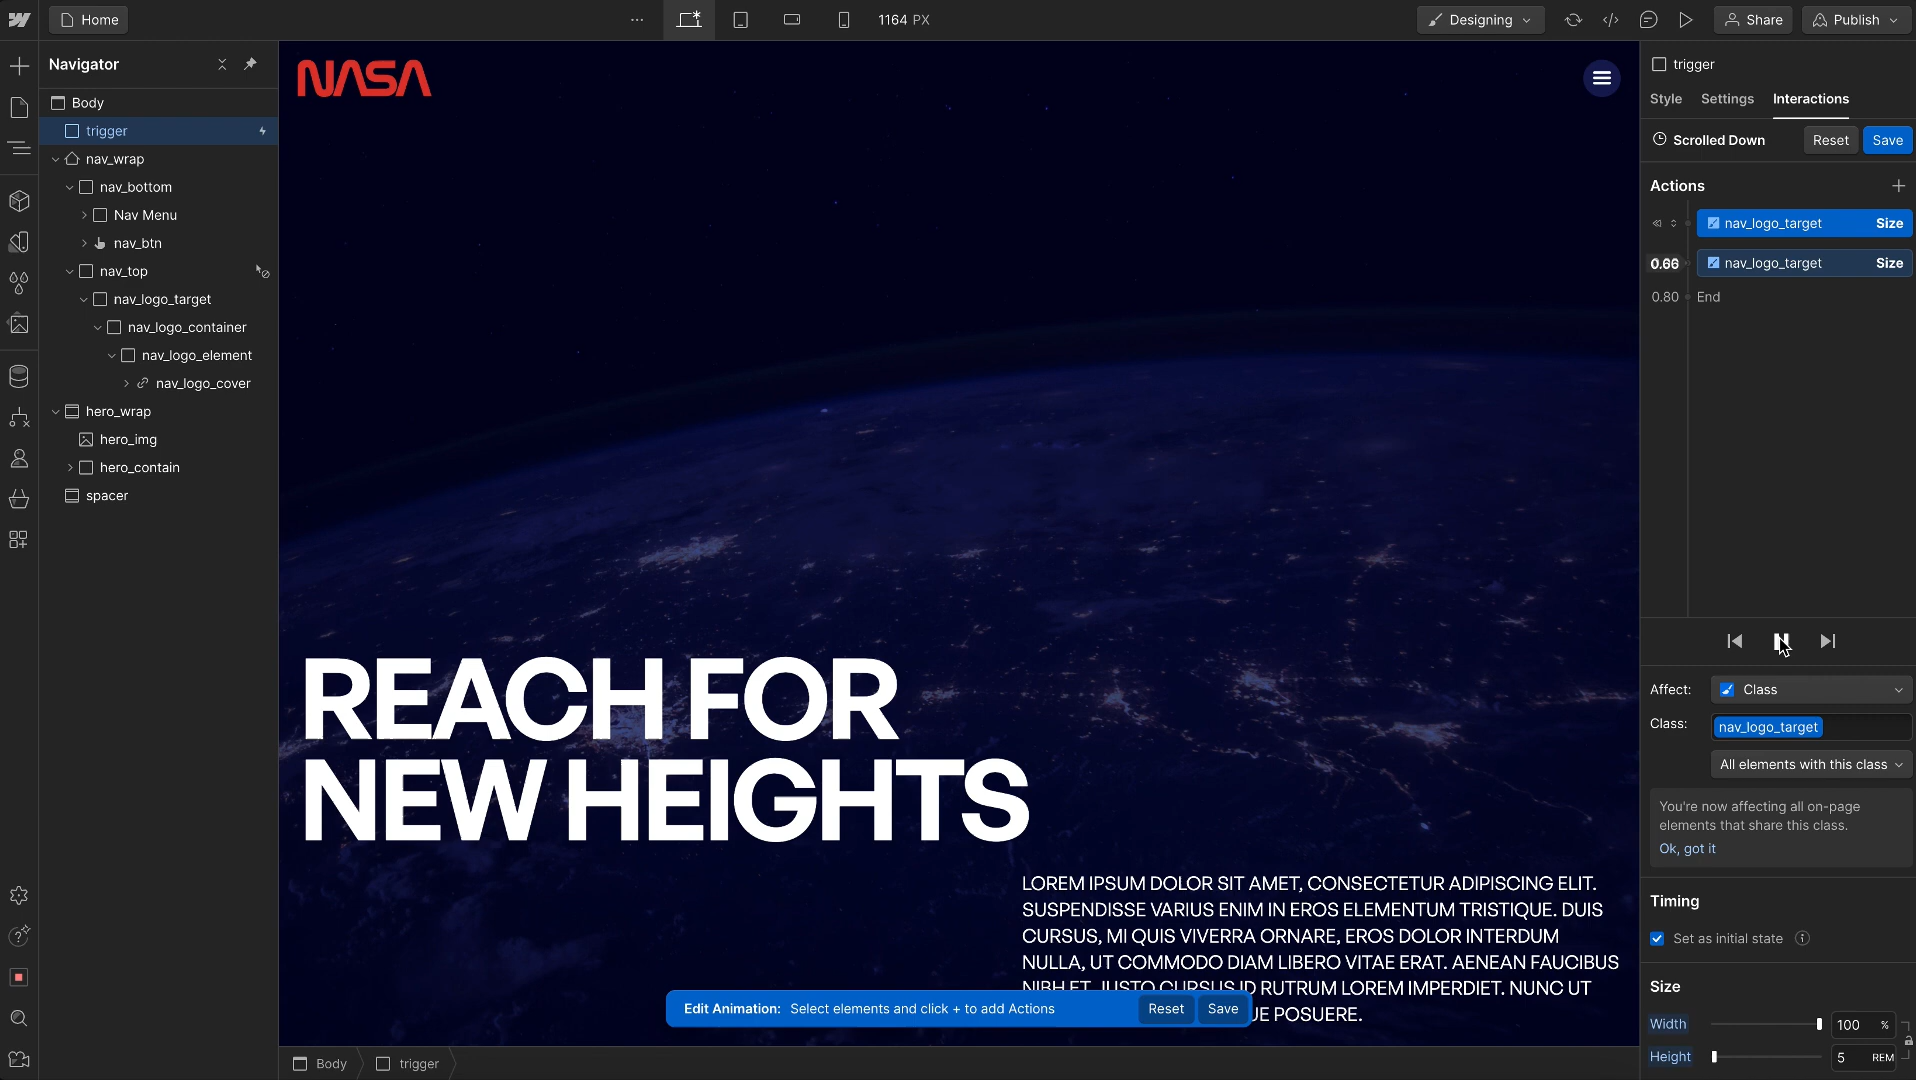 Home
1164 PX
Designing
Share
Publish
Navigator
Body
trigger
nav_wrap
nav_bottom
Nav Menu
nav_btn
nav_top
nav_logo_target
nav_logo_container
nav_logo_element
nav_logo_cover
hero_wrap
hero_img
hero_contain
spacer
NASA
REACH FOR
NEW HEIGHTS
LOREM IPSUM DOLOR SIT AMET, CONSECTETUR ADIPISCING ELIT.
SUSPENDISSE VARIUS ENIM IN EROS ELEMENTUM TRISTIQUE. DUIS
CURSUS, MI QUIS VIVERRA ORNARE, EROS DOLOR INTERDUM
NULLA, UT COMMODO DIAM LIBERO VITAE ERAT. AENEAN FAUCIBUS
NIBH ET JUSTO CURSUS ID RUTRUM LOREM IMPERDIET. NUNC UT
UE POSUERE.
Edit Animation: Select elements and click + to add Actions
Reset
Save
Body
trigger
trigger
Style
Settings
Interactions
Scrolled Down
Reset
Save
Actions
nav_logo_target Size
0.66 nav_logo_target Size
0.80 End
Affect: Class
Class: nav_logo_target
All elements with this class
You're now affecting all on-page
elements that share this class.
Ok, got it
Timing
Set as initial state
Size
Width 100 %
Height 5 REM